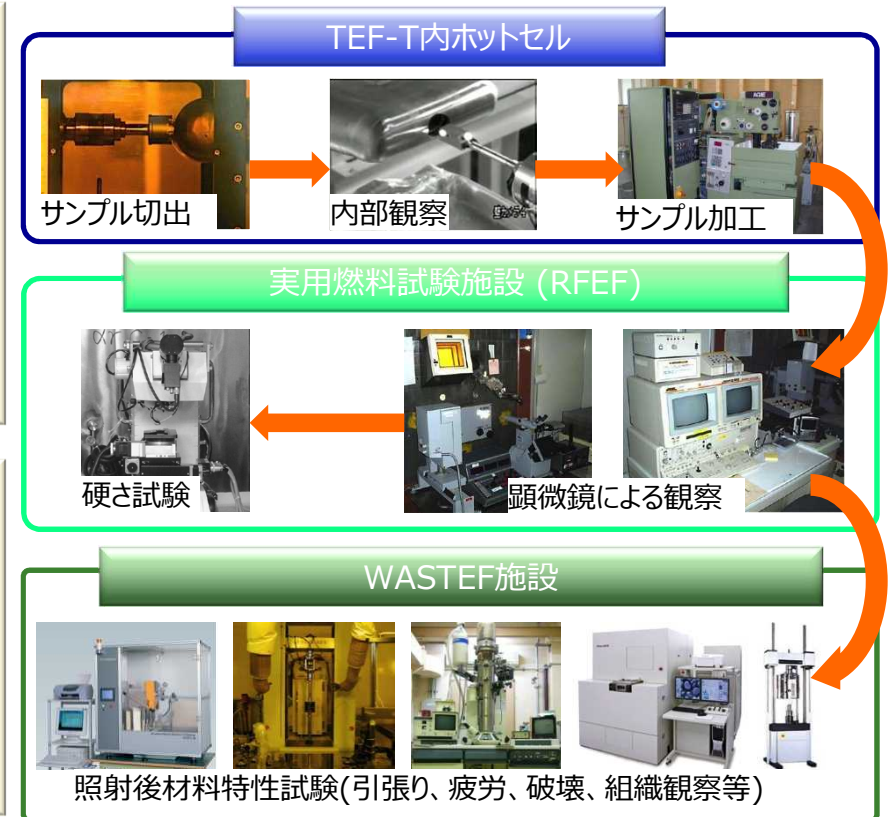 TEF-T内ホットセル
サンプル切出
内部観察
サンプル加工
実用燃料試験施設 (RFEF)
硬さ試験
顕微鏡による観察
WASTEF施設
照射後材料特性試験(引張り、疲労、破壊、組織観察等)